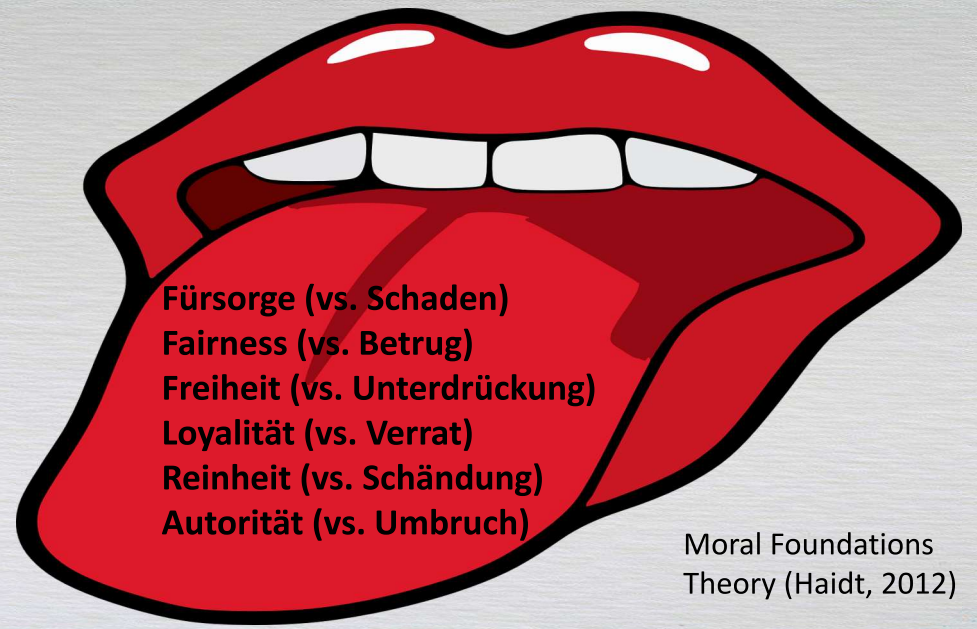 Fürsorge (vs. Schaden)
Fairness (vs. Betrug)
Freiheit (vs. Unterdrückung)
Loyalität (vs. Verrat)
Reinheit (vs. Schändung)
Autorität (vs. Umbruch)
Moral Foundations
Theory (Haidt, 2012)